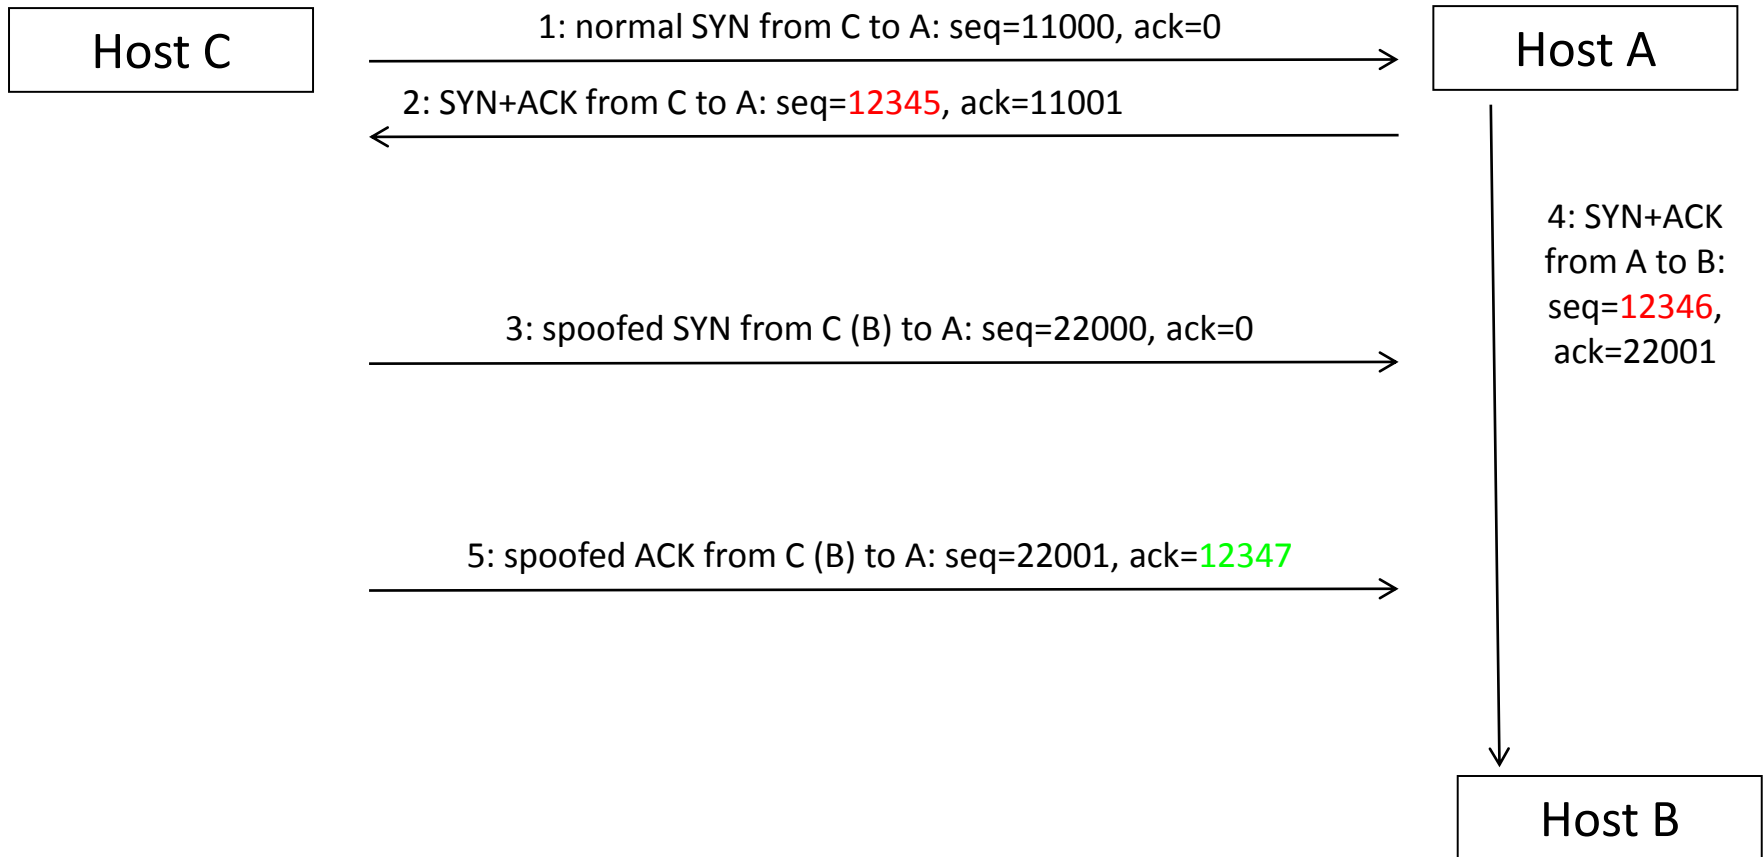 Host C
1: normal SYN from C to A: seq=11000, ack=0
Host A
2: SYN+ACK from C to A: seq=12345, ack=11001
4: SYN+ACK
from A to B:
seq=12346,
ack=22001
3: spoofed SYN from C (B) to A: seq=22000, ack=0
5: spoofed ACK from C (B) to A: seq=22001, ack=12347
Host B